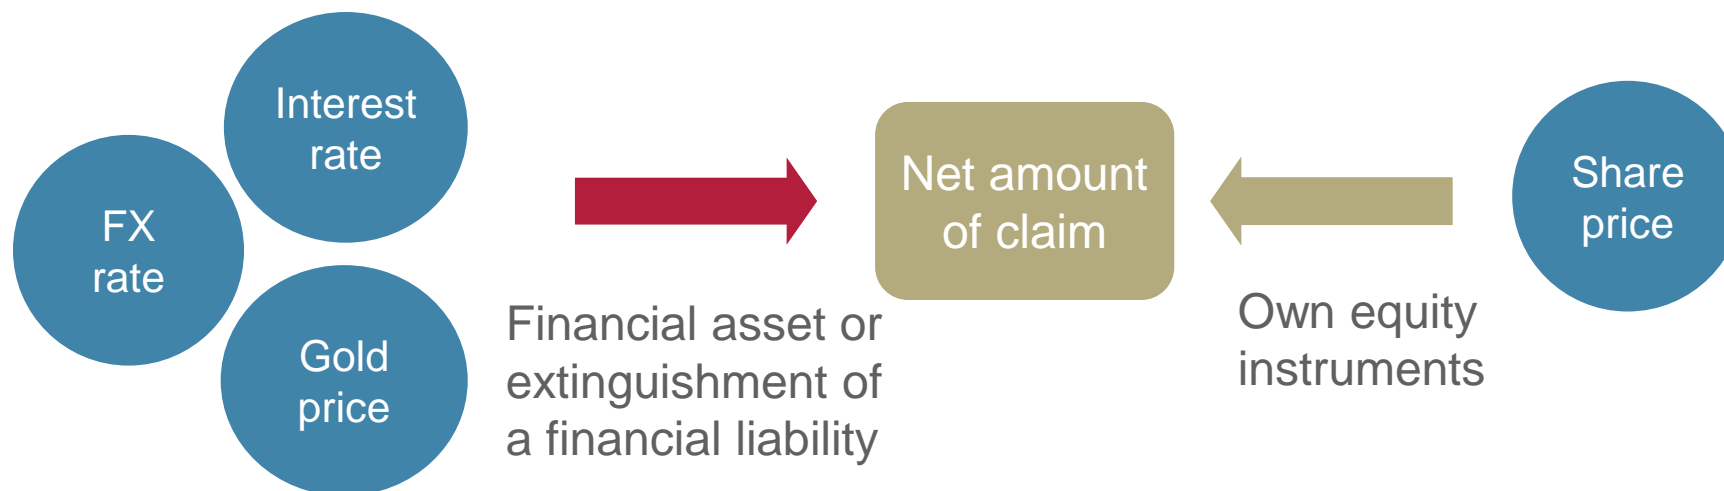 Interest
rate
FX
rate
Gold
price
Financial asset or
extinguishment of
a financial liability
Net amount
of claim
Own equity
instruments
Share
price